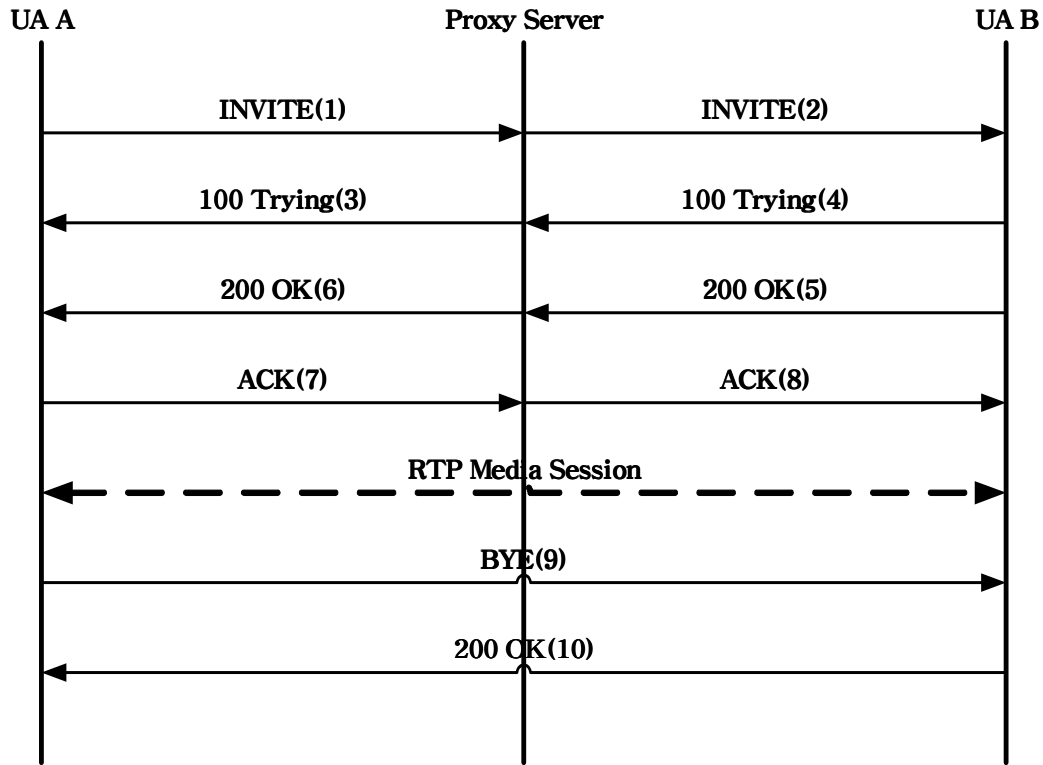 UA A
Proxy Server
UA B
INVITE(1)
INVITE(2)
100 Trying(3)
100 Trying(4)
200 OK(6)
200 OK(5)
ACK(7)
ACK(8)
RTP Media Session
BYE(9)
200 OK(10)